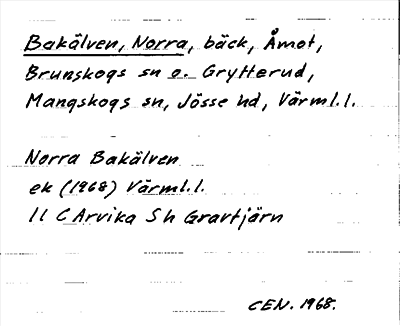 Bakälven, Norra, bäck, Åmot,
Brunskogs sn o. Grytterud,
Mangskogs sn, Jösse hd, Värml.l.
Norra Bakälven
ek (1968) Värml.l.
11 C Arvika S h Gravtjärn
CEN. 1968.